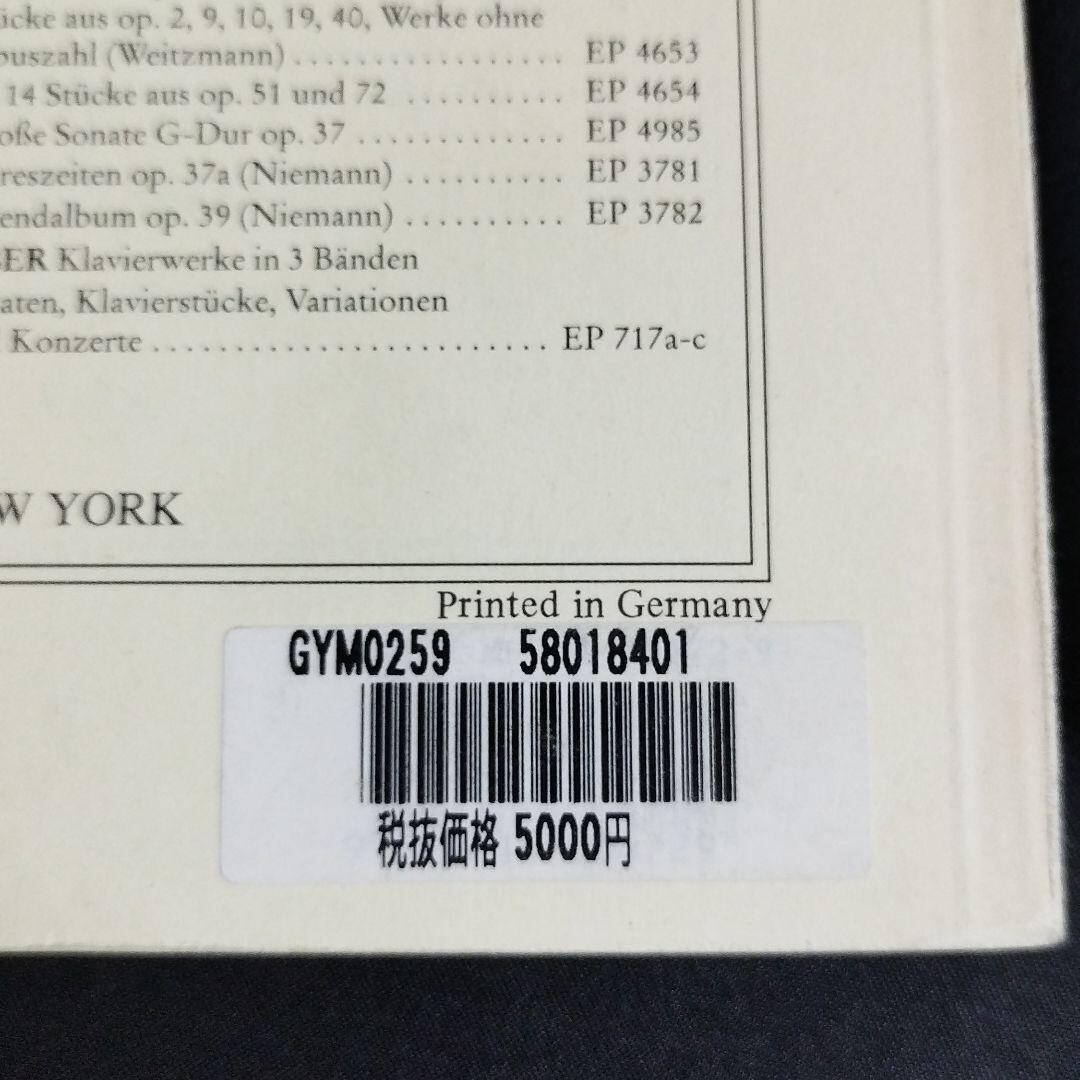 icke aus op. 2, 9, 10, 19, 40, Werke ohne
puszahl (Weitzmann) .................. EP 4653
14 Stücke aus op. 51 und 72 .......... EP 4654
oße Sonate G-Dur op. 37 ............. EP 4985
reszeiten op. 37a (Niemann) .......... EP 3781
endalbum op. 39 (Niemann) .......... EP 3782
BER Klavierwerke in 3 Bänden
aten, Klavierstücke, Variationen
Konzerte ........................ EP 717a-c
W YORK
Printed in Germany
GYM0259 58018401
税抜価格 5000円